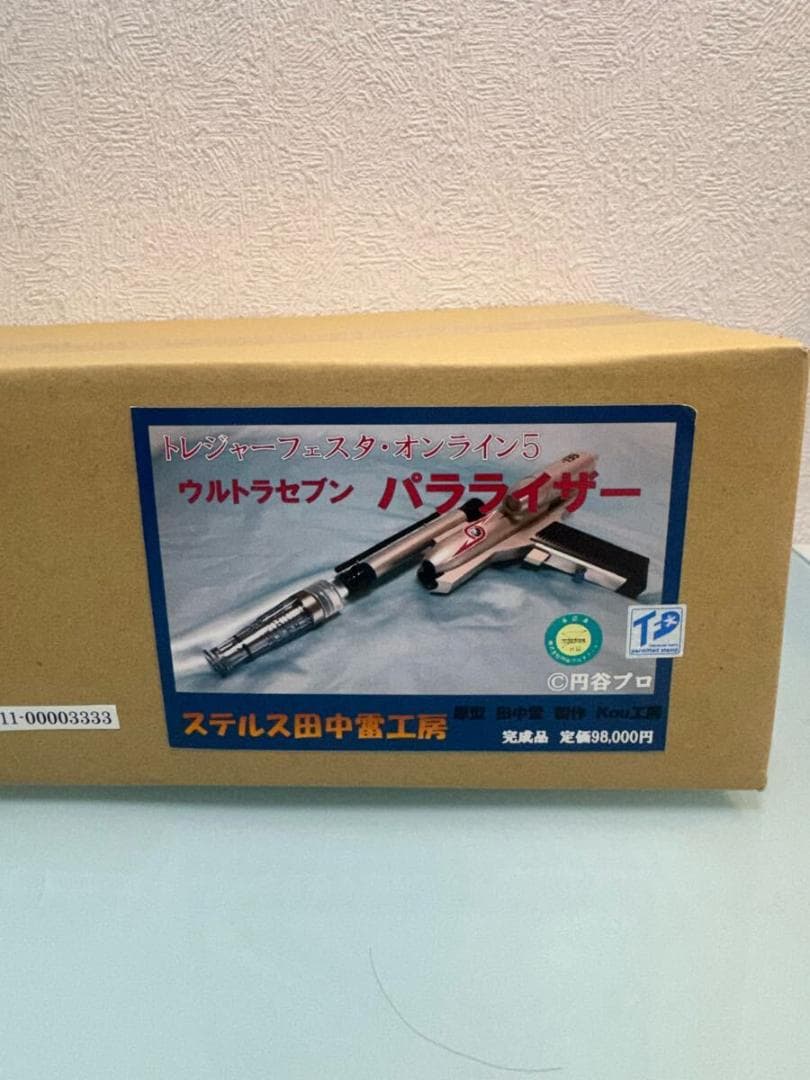 トレジャーフェスタ・オンライン5
ウルトラセブン パラライザー
TD
©円谷プロ
11-00003333
ステルス田中雷工房
原型 田中雷 製作 Kou工房
完成品 定価98,000円